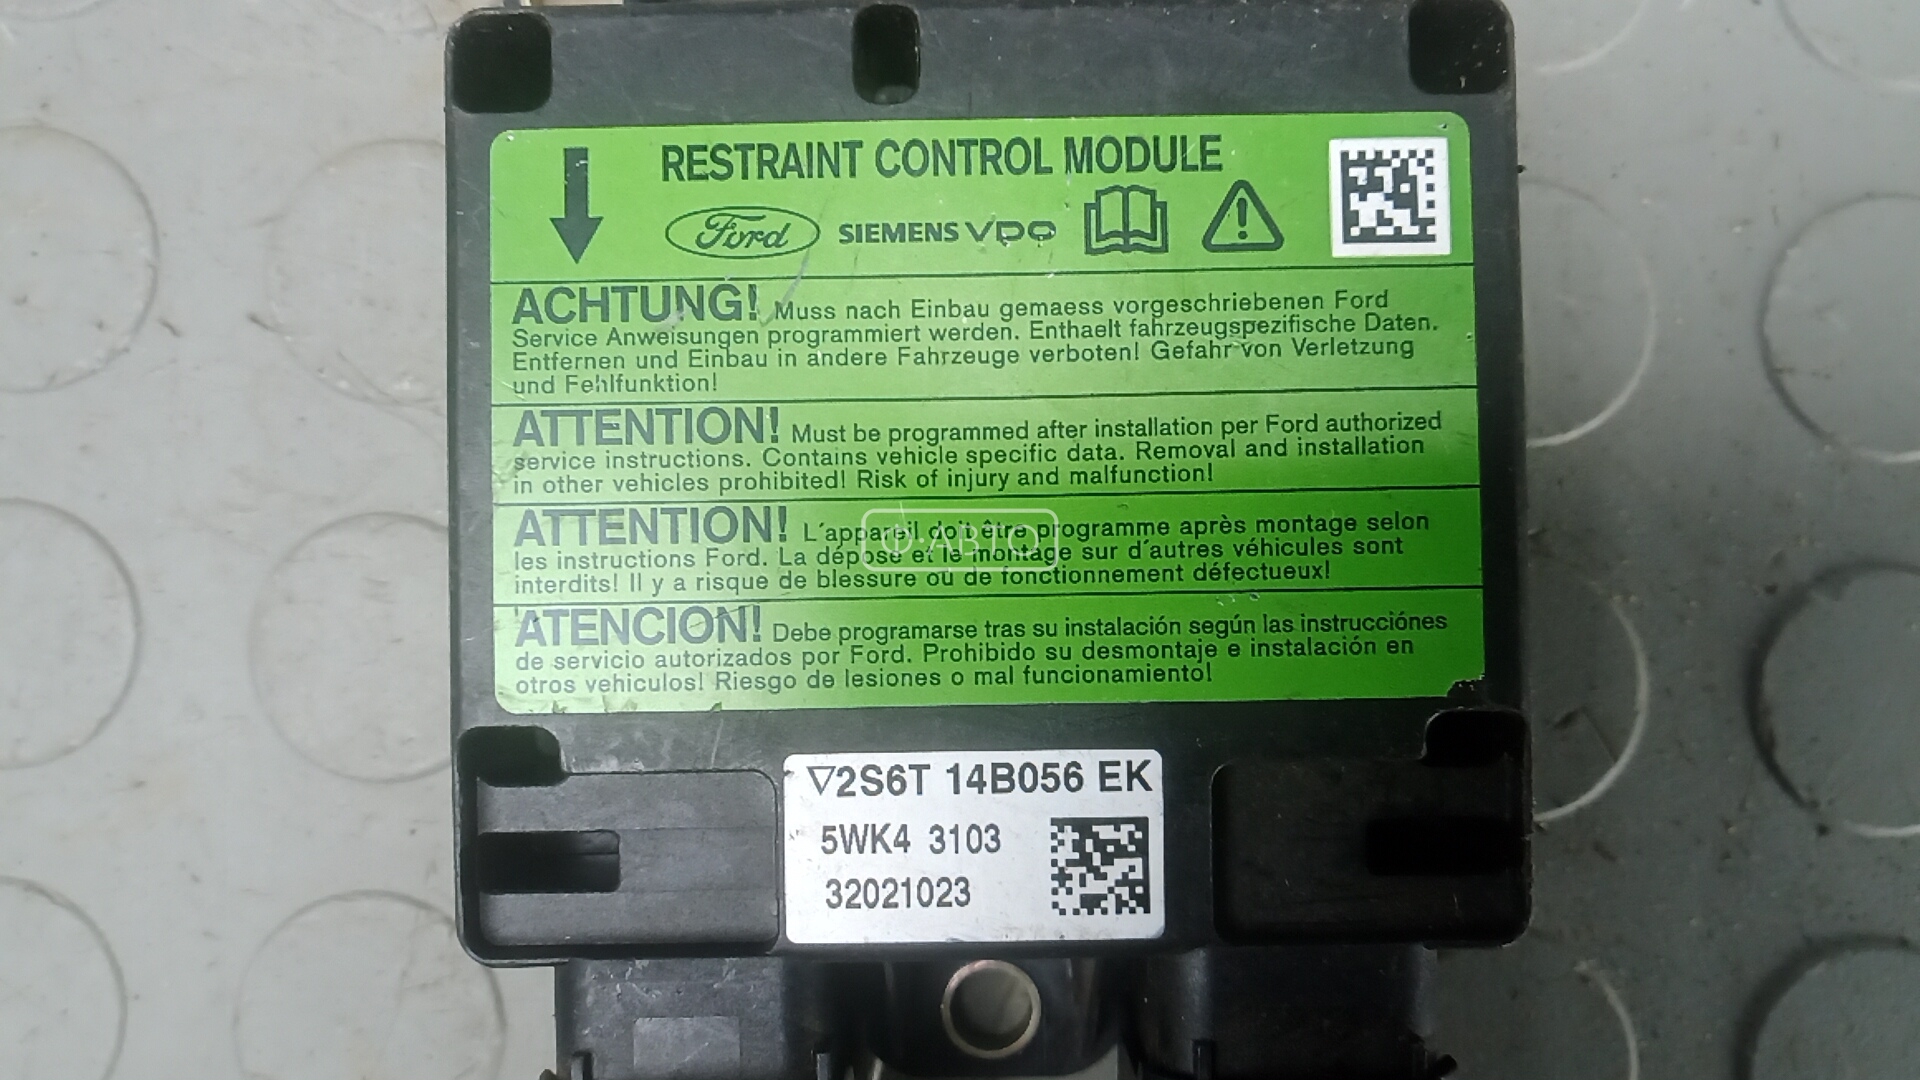 RESTRAINT CONTROL MODULE
Ford SIEMENS VDO
ACHTUNG! Muss nach Einbau gemaess vorgeschriebenen Ford
Service Anweisungen programmiert werden. Enthaelt fahrzeugspezifische Daten.
Entfernen und Einbau in andere Fahrzeuge verboten! Gefahr von Verletzung
und Fehlfunktion!
ATTENTION! Must be programmed after installation per Ford authorized
service instructions. Contains vehicle specific data. Removal and installation
in other vehicles prohibited! Risk of injury and malfunction!
ATTENTION! L'appareil doit être programme après montage selon
les instructions Ford. La dépose et le montage sur d'autres véhicules sont
interdits! Il y a risque de blessure ou de fonctionnement défectueux!
Ф·АВТО
ATENCION! Debe programarse tras su instalación según las instrucciónes
de servicio autorizados por Ford. Prohibido su desmontaje e instalación en
otros vehiculos! Riesgo de lesiones o mal funcionamiento!
▽2S6T 14B056 EK
5WK4 3103
32021023